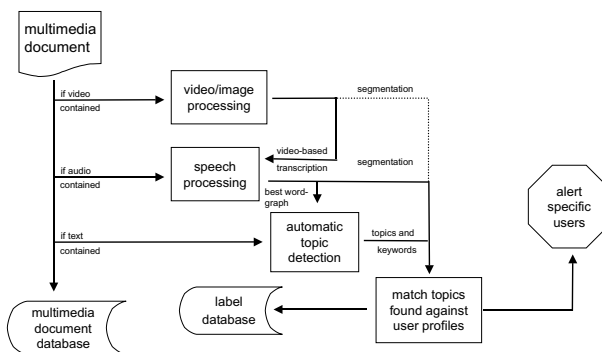 multimedia
document
if video
contained
video/image
processing
segmentation
video-based
transcription
segmentation
if audio
contained
speech
processing
best word-
graph
alert
specific
users
if text
contained
automatic
topic
detection
topics and
keywords
multimedia
document
database
label
database
match topics
found against
user profiles